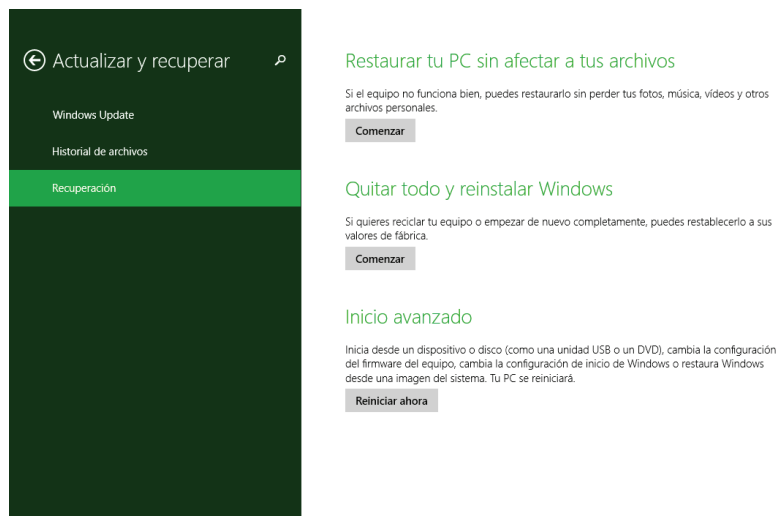 Actualizar y recuperar
Windows Update
Historial de archivos
Recuperación
Restaurar tu PC sin afectar a tus archivos
Si el equipo no funciona bien, puedes restaurarlo sin perder tus fotos, música, vídeos y otros
archivos personales.
Comenzar
Quitar todo y reinstalar Windows
Si quieres reciclar tu equipo o empezar de nuevo completamente, puedes restablecerlo a sus
valores de fábrica.
Comenzar
Inicio avanzado
Inicia desde un dispositivo o disco (como una unidad USB o un DVD), cambia la configuración
del firmware del equipo, cambia la configuración de inicio de Windows o restaura Windows
desde una imagen del sistema. Tu PC se reiniciará.
Reiniciar ahora